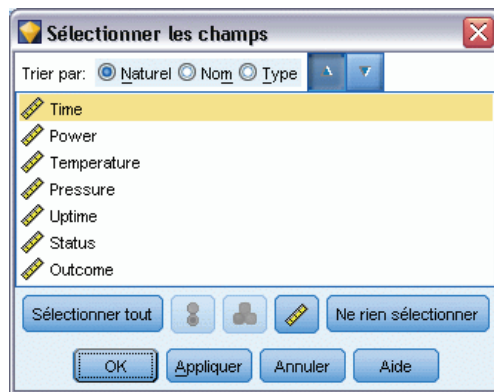 Sélectionner les champs
Trier par: Naturel Nom Type
Time
Power
Temperature
Pressure
Uptime
Status
Outcome
Sélectionner tout Ne rien sélectionner
OK Appliquer Annuler Aide